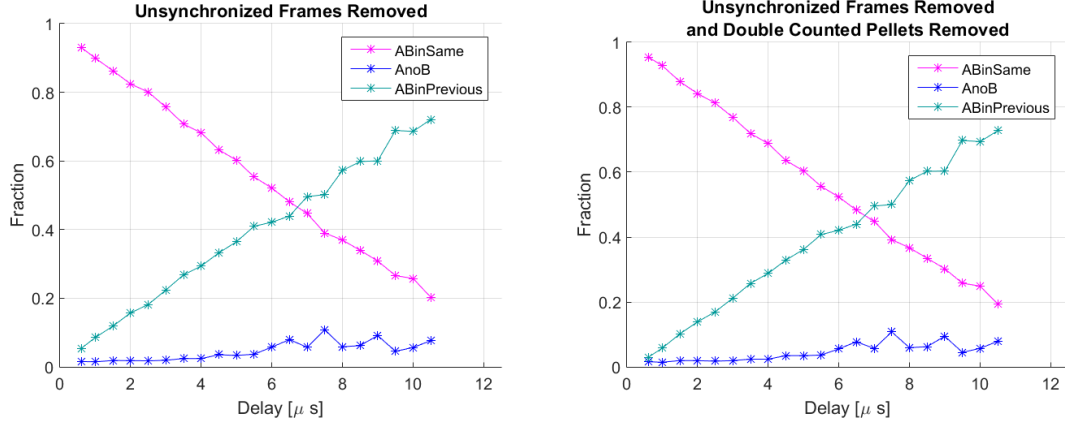 Unsynchronized Frames Removed
1
0.8
0.6
0.4
0.2
0
Fraction
0
2
4
6
8
10
12
Delay [μ s]
ABinSame
AnoB
ABinPrevious
Unsynchronized Frames Removed
and Double Counted Pellets Removed
1
0.8
0.6
0.4
0.2
0
Fraction
0
2
4
6
8
10
12
Delay [μ s]
ABinSame
AnoB
ABinPrevious